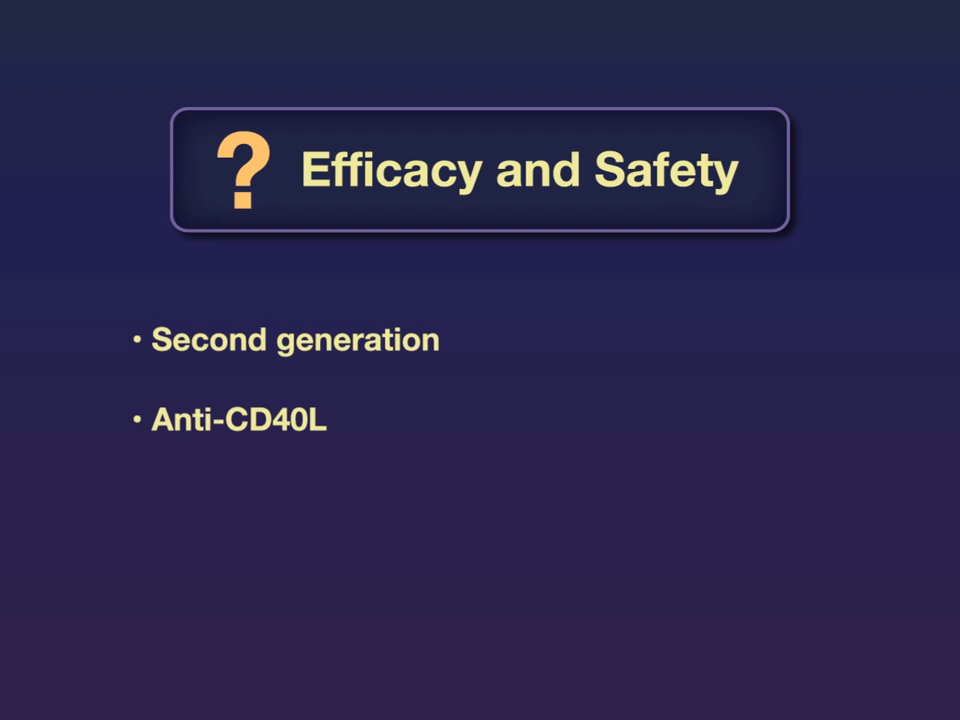 ? Efficacy and Safety
• Second generation
• Anti-CD40L